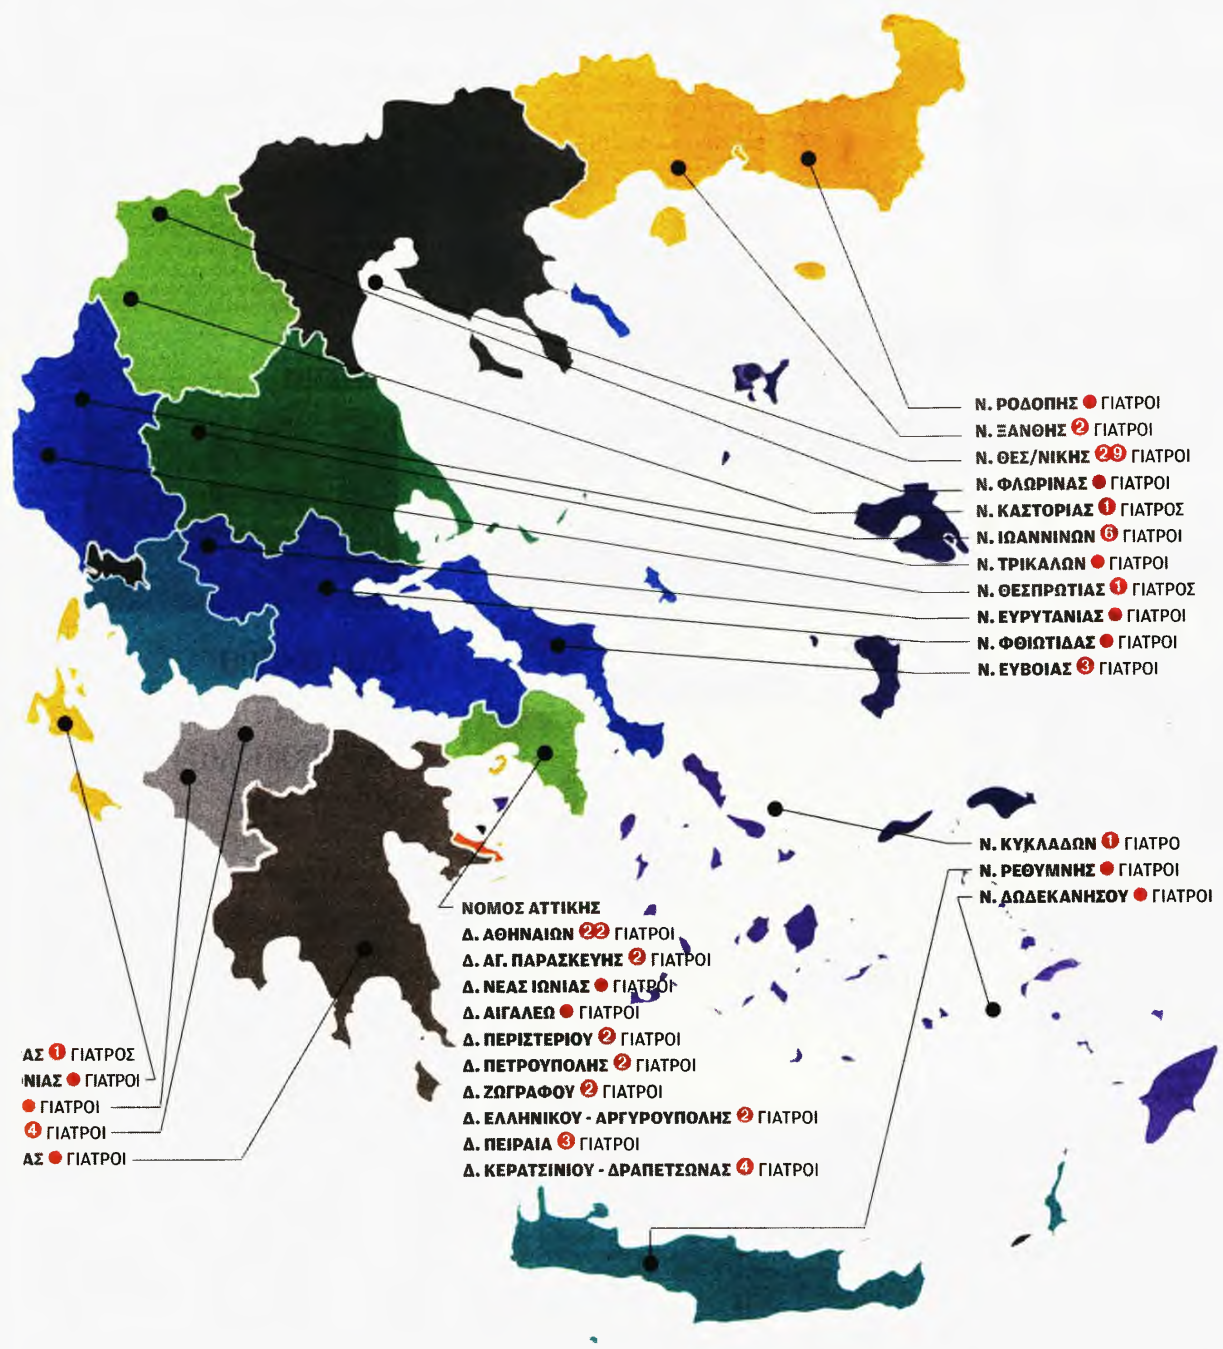 Ν. ΡΟΔΟΠΗΣ ΓΙΑΤΡΟΙ
Ν. ΞΑΝΘΗΣ 2 ΓΙΑΤΡΟΙ
Ν. ΘΕΣ/ΝΙΚΗΣ 29 ΓΙΑΤΡΟΙ
Ν. ΦΛΩΡΙΝΑΣ ΓΙΑΤΡΟΙ
Ν. ΚΑΣΤΟΡΙΑΣ 1 ΓΙΑΤΡΟΣ
Ν. ΙΩΑΝΝΙΝΩΝ 6 ΓΙΑΤΡΟΙ
Ν. ΤΡΙΚΑΛΩΝ ΓΙΑΤΡΟΙ
Ν. ΘΕΣΠΡΩΤΙΑΣ 1 ΓΙΑΤΡΟΣ
Ν. ΕΥΡΥΤΑΝΙΑΣ ΓΙΑΤΡΟΙ
Ν. ΦΘΙΩΤΙΔΑΣ ΓΙΑΤΡΟΙ
Ν. ΕΥΒΟΙΑΣ 3 ΓΙΑΤΡΟΙ
Ν. ΚΥΚΛΑΔΩΝ 1 ΓΙΑΤΡΟ
Ν. ΡΕΘΥΜΝΗΣ ΓΙΑΤΡΟΙ
Ν. ΔΩΔΕΚΑΝΗΣΟΥ ΓΙΑΤΡΟΙ
ΝΟΜΟΣ ΑΤΤΙΚΗΣ
Δ. ΑΘΗΝΑΙΩΝ 22 ΓΙΑΤΡΟΙ
Δ. ΑΓ. ΠΑΡΑΣΚΕΥΗΣ 2 ΓΙΑΤΡΟΙ
Δ. ΝΕΑΣ ΙΩΝΙΑΣ ΓΙΑΤΡΟΙ
Δ. ΑΙΓΑΛΕΩ ΓΙΑΤΡΟΙ
Δ. ΠΕΡΙΣΤΕΡΙΟΥ 2 ΓΙΑΤΡΟΙ
Δ. ΠΕΤΡΟΥΠΟΛΗΣ 2 ΓΙΑΤΡΟΙ
Δ. ΖΩΓΡΑΦΟΥ 2 ΓΙΑΤΡΟΙ
Δ. ΕΛΛΗΝΙΚΟΥ - ΑΡΓΥΡΟΥΠΟΛΗΣ 2 ΓΙΑΤΡΟΙ
Δ. ΠΕΙΡΑΙΑ 3 ΓΙΑΤΡΟΙ
Δ. ΚΕΡΑΤΣΙΝΙΟΥ - ΔΡΑΠΕΤΣΩΝΑΣ 4 ΓΙΑΤΡΟΙ
ΑΣ 1 ΓΙΑΤΡΟΣ
ΝΙΑΣ ΓΙΑΤΡΟΙ
ΓΙΑΤΡΟΙ
4 ΓΙΑΤΡΟΙ
ΑΣ ΓΙΑΤΡΟΙ